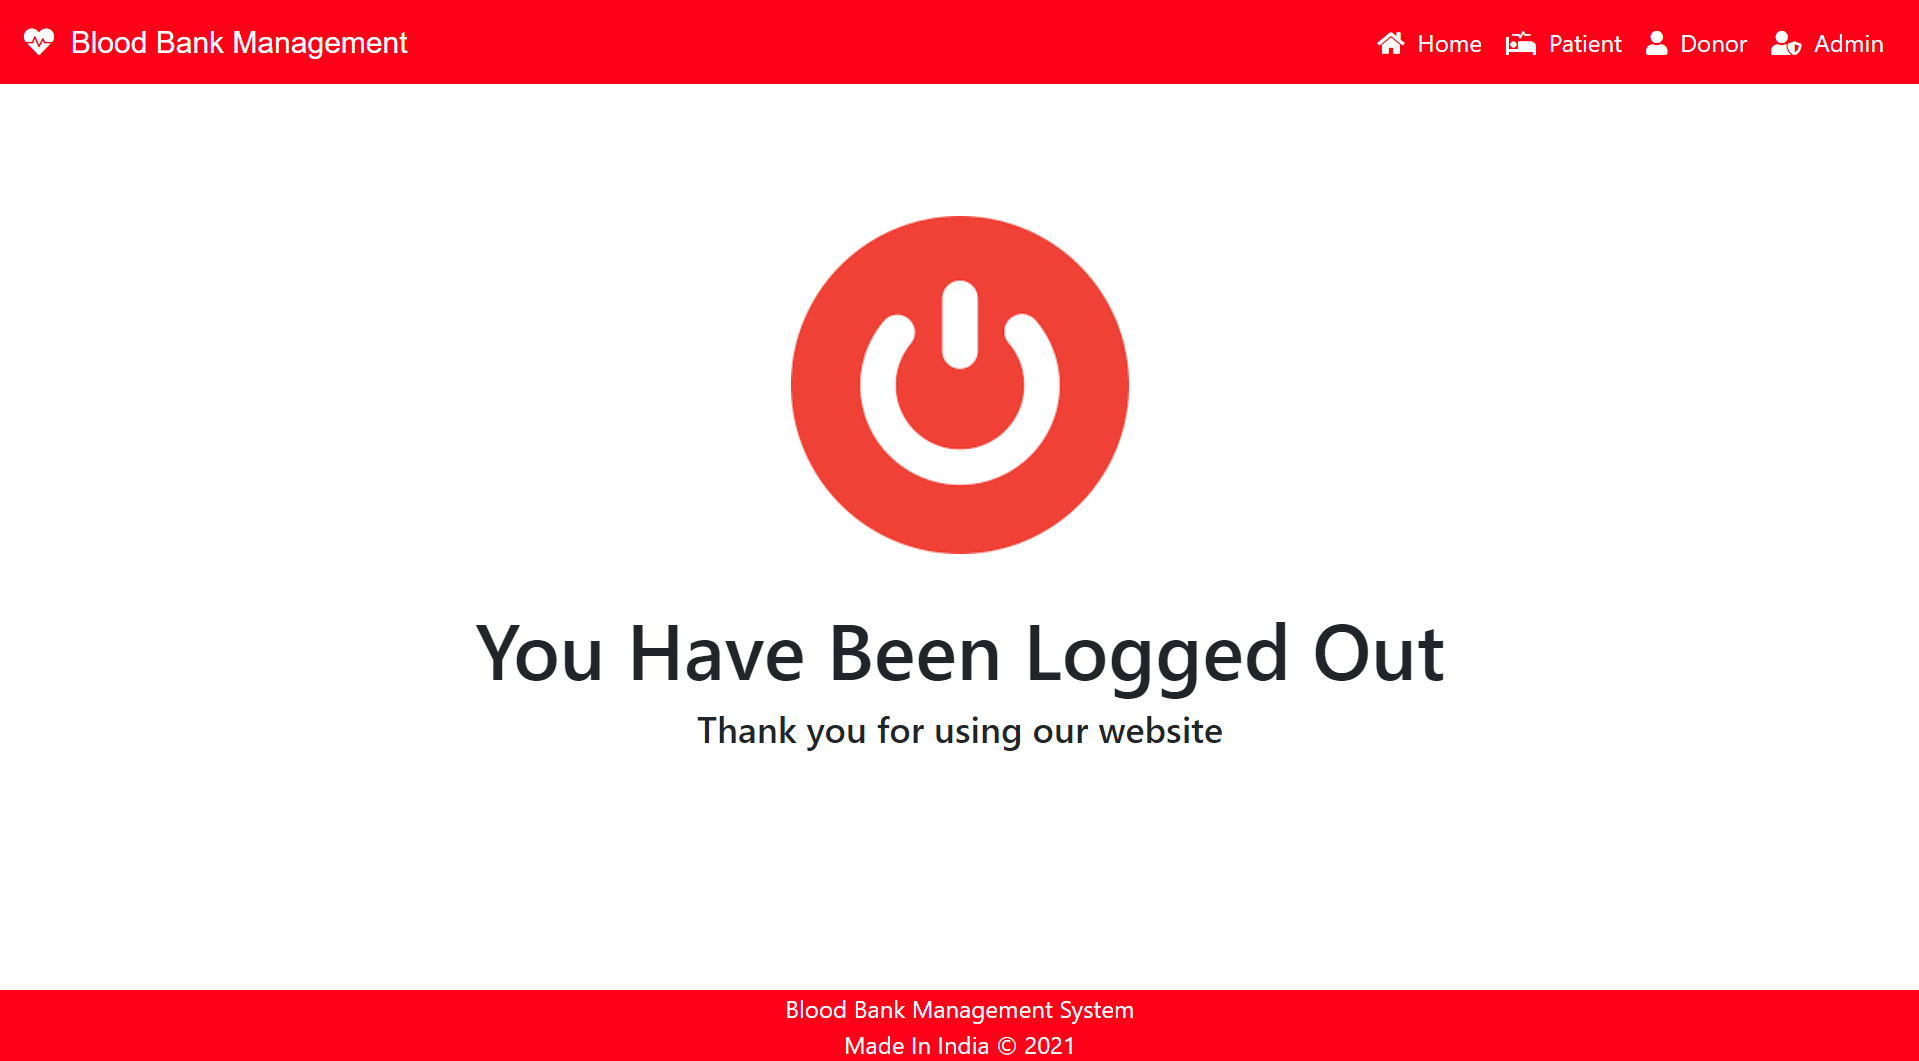 Blood Bank Management
Home Patient Donor Admin
You Have Been Logged Out
Thank you for using our website
Blood Bank Management System
Made In India © 2021